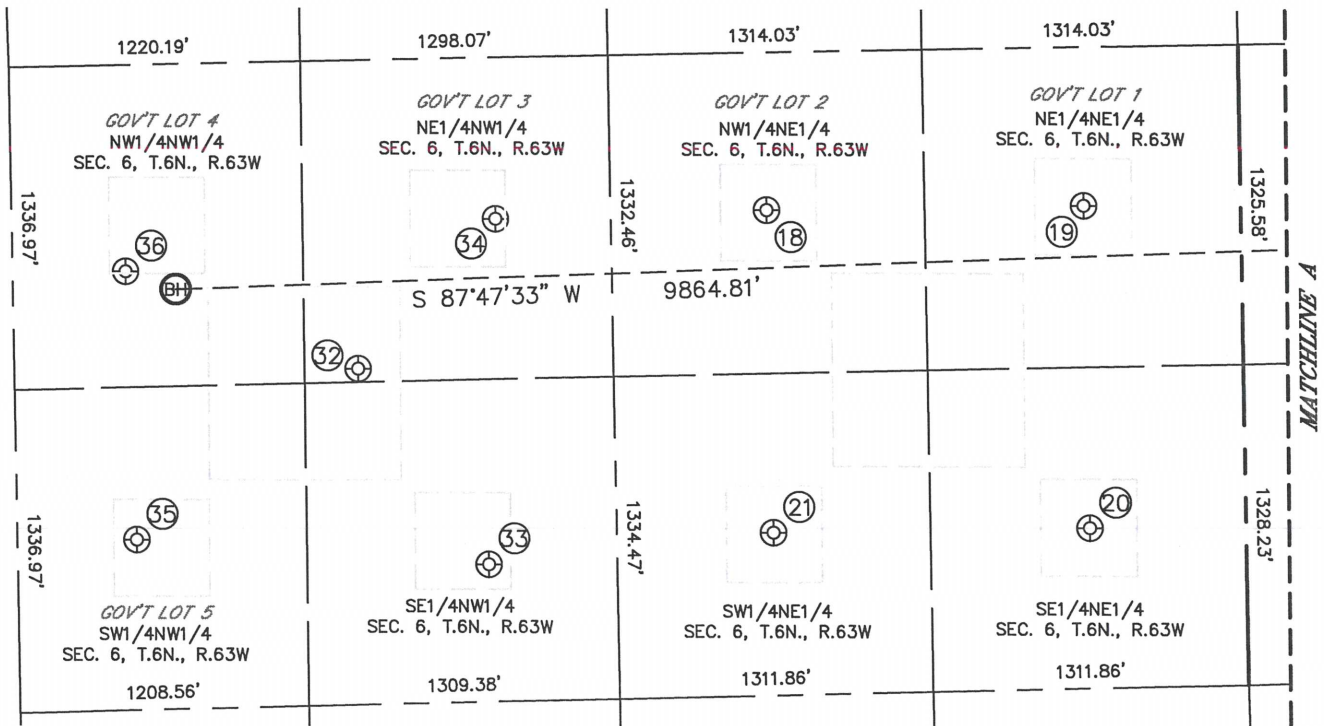 1220.19'
1298.07'
1314.03'
1314.03'
GOV'T LOT 4
NW1/4NW1/4
SEC. 6, T.6N., R.63W
GOV'T LOT 3
NE1/4NW1/4
SEC. 6, T.6N., R.63W
GOV'T LOT 2
NW1/4NE1/4
SEC. 6, T.6N., R.63W
GOV'T LOT 1
NE1/4NE1/4
SEC. 6, T.6N., R.63W
1336.97'
1332.46'
1325.58'
36
34
18
19
BH
S 87°47'33" W 9864.81'
MATCHLINE A
32
35
33
21
20
1336.97'
1334.47'
1328.23'
GOV'T LOT 5
SW1/4NW1/4
SEC. 6, T.6N., R.63W
SE1/4NW1/4
SEC. 6, T.6N., R.63W
SW1/4NE1/4
SEC. 6, T.6N., R.63W
SE1/4NE1/4
SEC. 6, T.6N., R.63W
1208.56'
1309.38'
1311.86'
1311.86'